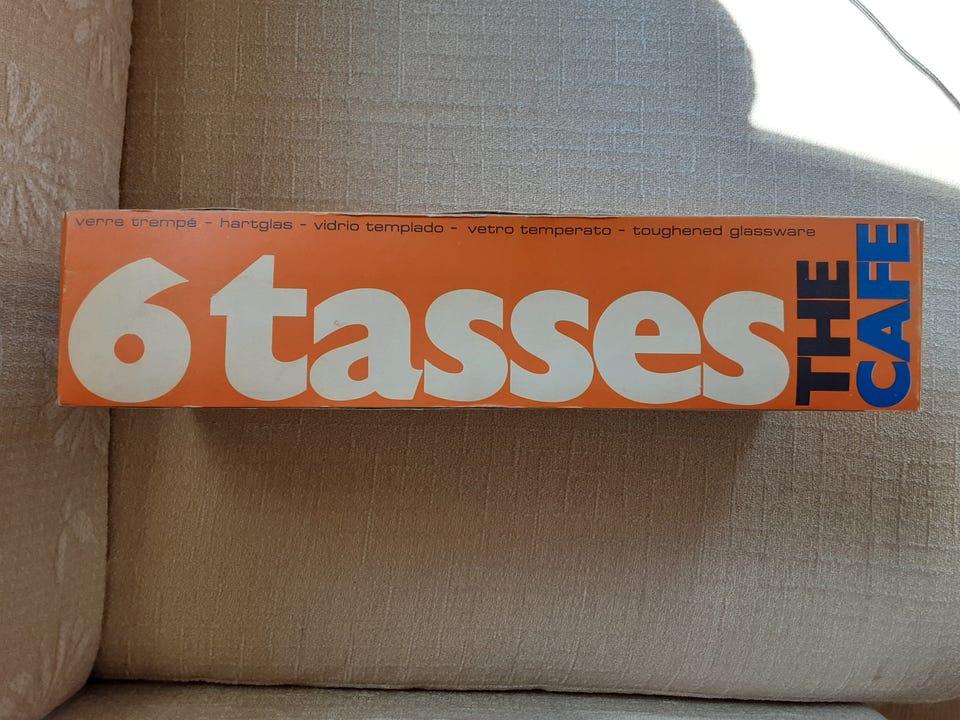 verre trempé - hartglas - vidrio templado - vetro temperato - toughened glassware
6 tasses
THE
CAFE